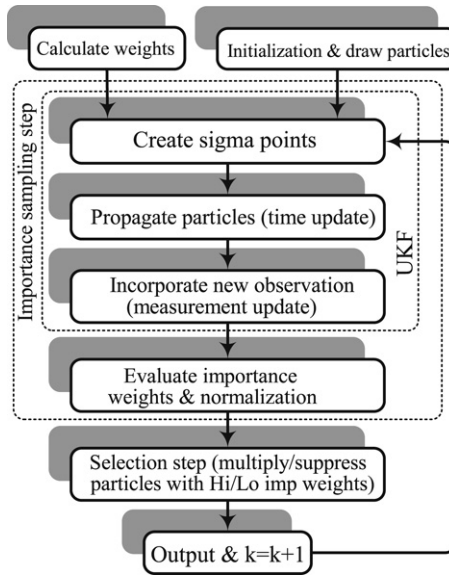 Calculate weights
Initialization & draw particles
Importance sampling step
UKF
Create sigma points
Propagate particles (time update)
Incorporate new observation
(measurement update)
Evaluate importance
weights & normalization
Selection step (multiply/suppress
particles with Hi/Lo imp weights)
Output & k=k+1